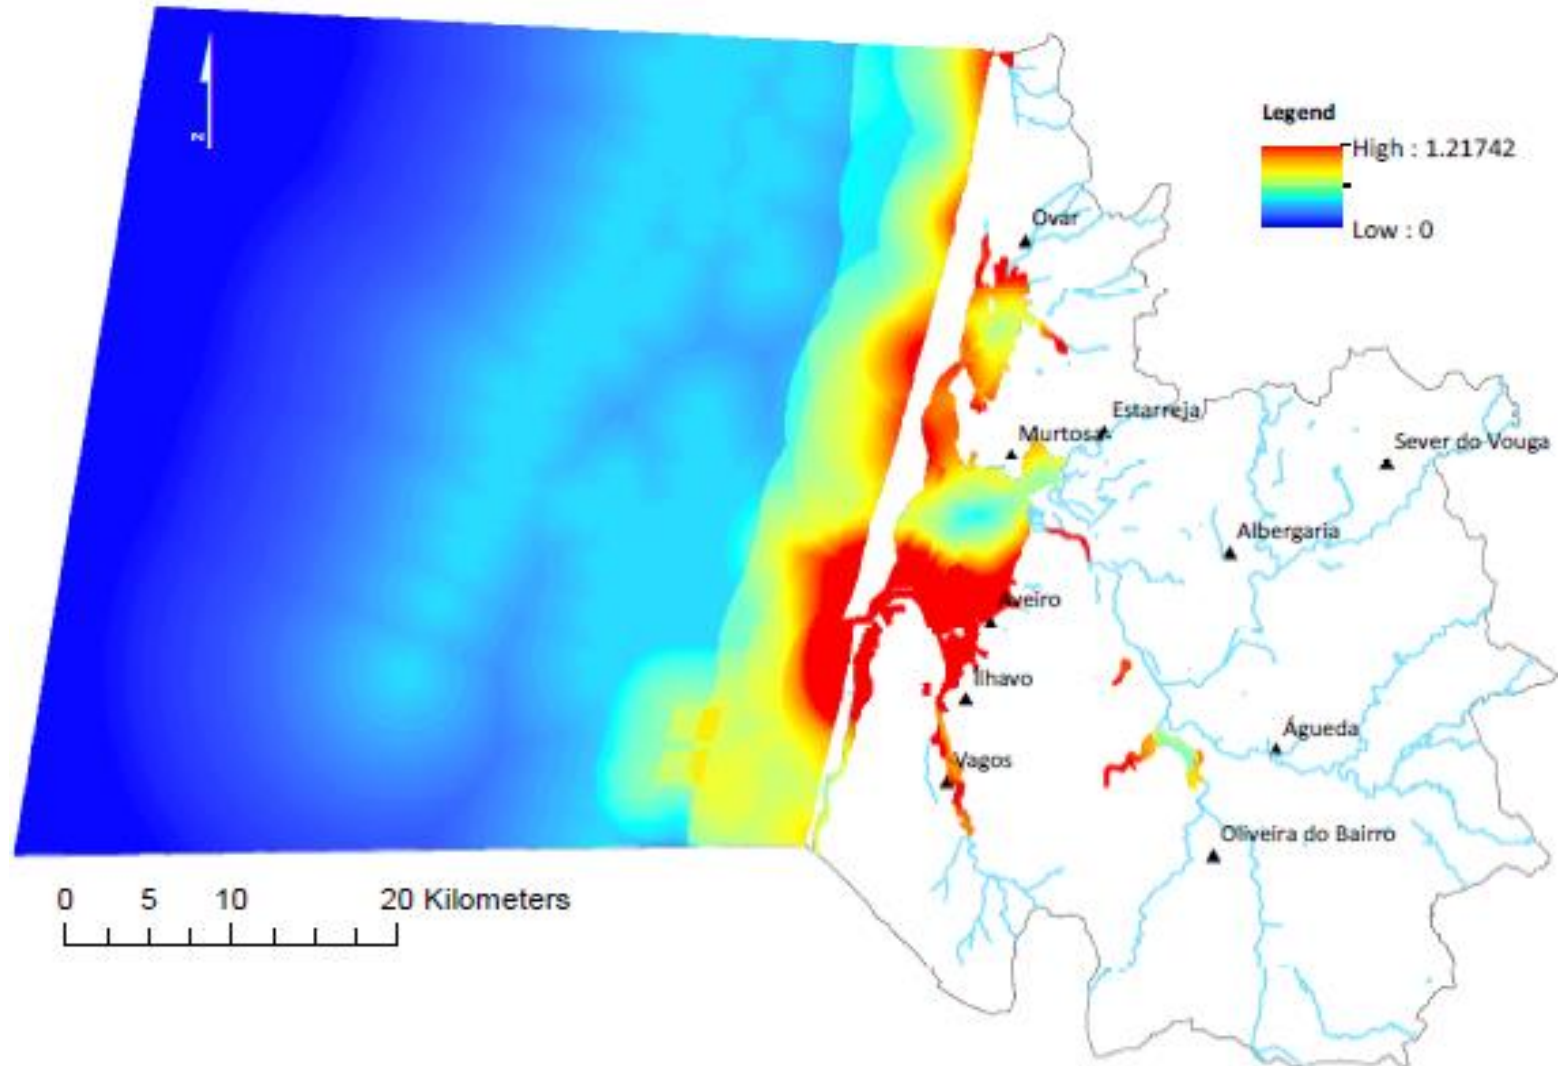 N
Legend
High : 1.21742
Low : 0
Ovar
Estarreja
Murtosa
Sever do Vouga
Albergaria
Aveiro
Ílhavo
Águeda
Vagos
Oliveira do Bairro
0 5 10 20 Kilometers